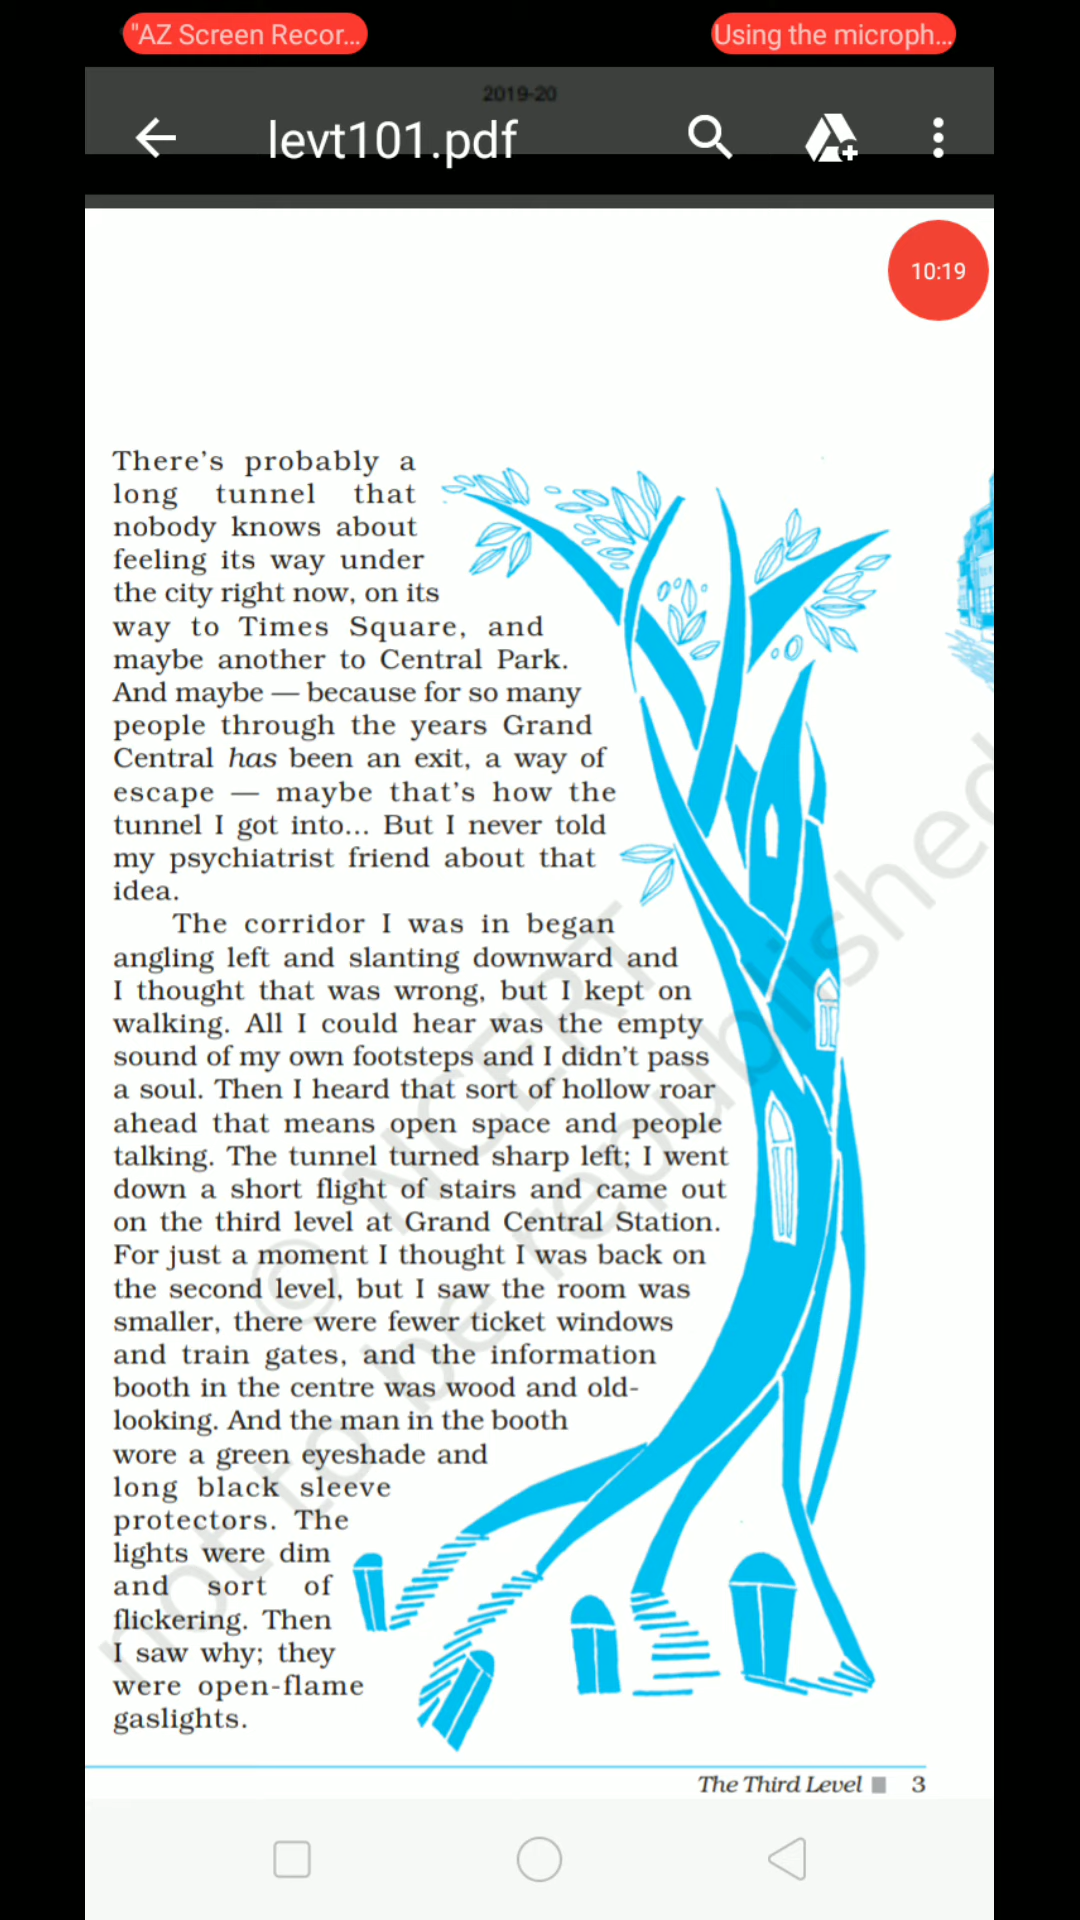 "AZ Screen Recor...
Using the microph...
2019-20
levt101.pdf
10:19
There's probably a
long tunnel that
nobody knows about
feeling its way under
the city right now, on its
way to Times Square, and
maybe another to Central Park.
And maybe — because for so many
people through the years Grand
Central has been an exit, a way of
escape — maybe that's how the
tunnel I got into... But I never told
my psychiatrist friend about that
idea.
The corridor I was in began
angling left and slanting downward and
I thought that was wrong, but I kept on
walking. All I could hear was the empty
sound of my own footsteps and I didn't pass
a soul. Then I heard that sort of hollow roar
ahead that means open space and people
talking. The tunnel turned sharp left; I went
down a short flight of stairs and came out
on the third level at Grand Central Station.
For just a moment I thought I was back on
the second level, but I saw the room was
smaller, there were fewer ticket windows
and train gates, and the information
booth in the centre was wood and old-
looking. And the man in the booth
wore a green eyeshade and
long black sleeve
protectors. The
lights were dim
and sort of
flickering. Then
I saw why; they
were open-flame
gaslights.
© NCERT
not to be republished
The Third Level 3